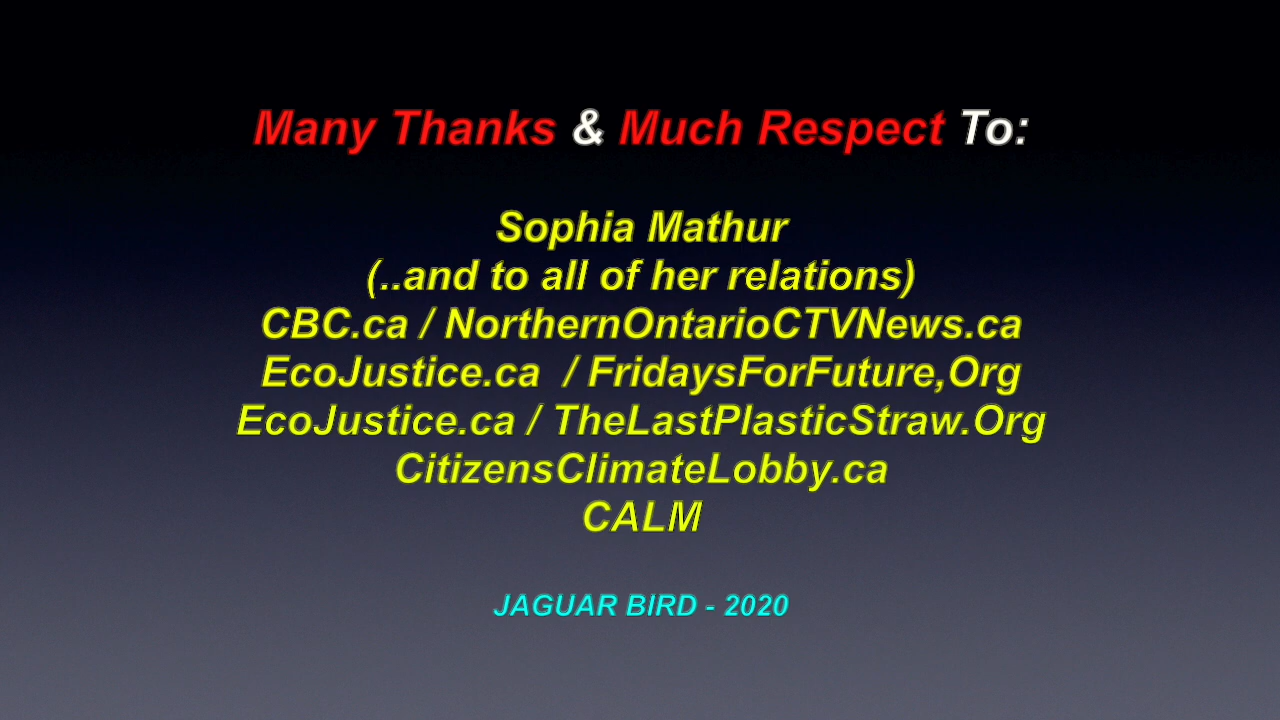 Many Thanks & Much Respect To:
Sophia Mathur
(..and to all of her relations)
CBC.ca / NorthernOntarioCTVNews.ca
EcoJustice.ca / FridaysForFuture,Org
EcoJustice.ca / TheLastPlasticStraw.Org
CitizensClimateLobby.ca
CALM
JAGUAR BIRD - 2020